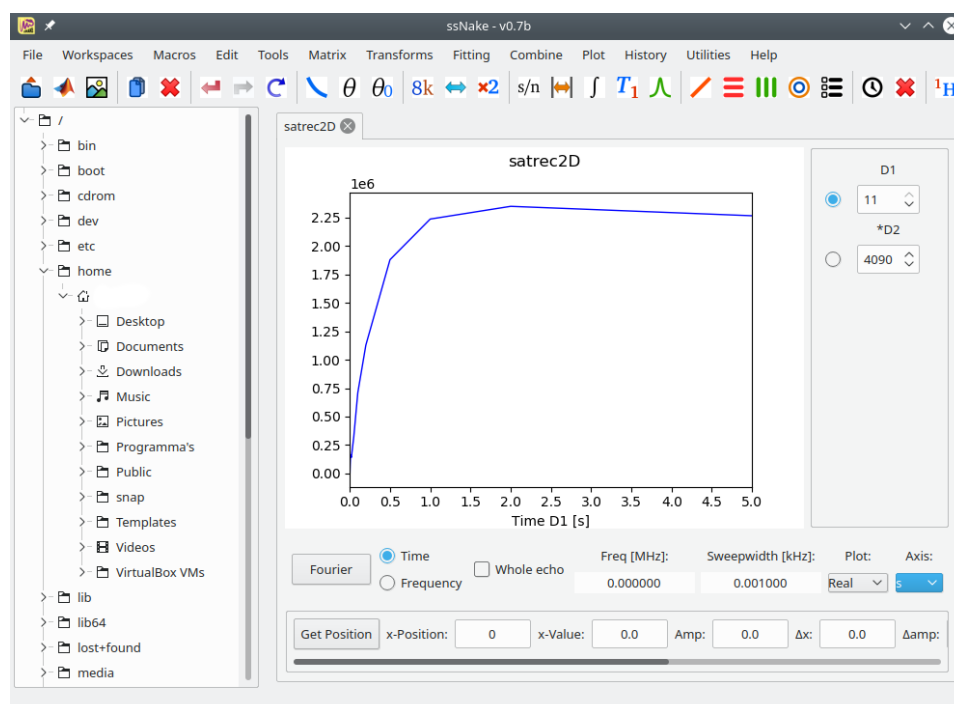 ssNake - v0.7b
File Workspaces Macros Edit Tools Matrix Transforms Fitting Combine Plot History Utilities Help
θ θ0 8k ×2 s/n ∫ T1 1H
/
bin
boot
cdrom
dev
etc
home
Desktop
Documents
Downloads
Music
Pictures
Programma's
Public
snap
Templates
Videos
VirtualBox VMs
lib
lib64
lost+found
media
satrec2D
satrec2D
1e6
2.25
2.00
1.75
1.50
1.25
1.00
0.75
0.50
0.25
0.00
0.0 0.5 1.0 1.5 2.0 2.5 3.0 3.5 4.0 4.5 5.0
Time D1 [s]
D1
11
*D2
4090
Fourier
Time
Frequency
Whole echo
Freq [MHz]: Sweepwidth [kHz]: Plot: Axis:
0.000000 0.001000 Real s
Get Position x-Position: 0 x-Value: 0.0 Amp: 0.0 Δx: 0.0 Δamp: